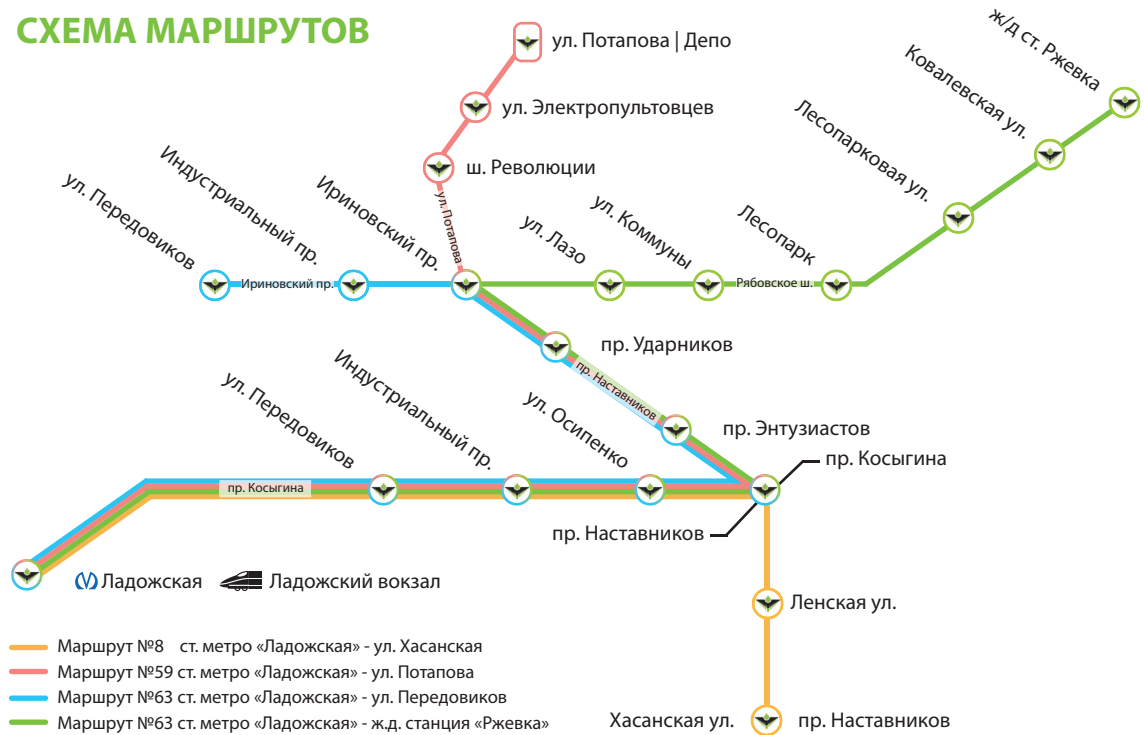 СХЕМА МАРШРУТОВ
ул. Потапова | Депо
ж/д ст. Ржевка
Ковалевская ул.
ул. Электропультовцев
Лесопарковая ул.
ш. Революции
ул. Потапова
ул. Передовиков
Индустриальный пр.
Ириновский пр.
ул. Лазо
ул. Коммуны
Лесопарк
Ириновский пр.
Рябовское ш.
пр. Ударников
пр. Наставников
пр. Энтузиастов
ул. Передовиков
Индустриальный пр.
ул. Осипенко
пр. Косыгина
пр. Косыгина
пр. Наставников
Ладожская
Ладожский вокзал
Ленская ул.
Маршрут №8 ст. метро «Ладожская» - ул. Хасанская
Маршрут №59 ст. метро «Ладожская» - ул. Потапова
Маршрут №63 ст. метро «Ладожская» - ул. Передовиков
Маршрут №63 ст. метро «Ладожская» - ж.д. станция «Ржевка»
Хасанская ул.
пр. Наставников